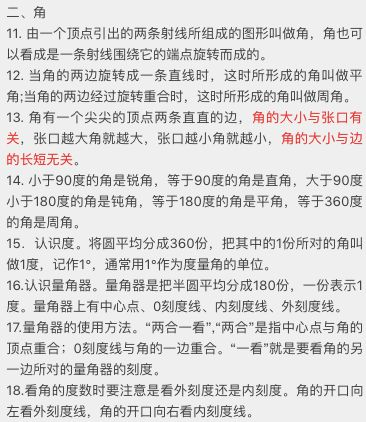 二、角
11. 由一个顶点引出的两条射线所组成的图形叫做角，角也可
以看成是一条射线围绕它的端点旋转而成的。
12. 当角的两边旋转成一条直线时，这时所形成的角叫做平
角;当角的两边经过旋转重合时，这时所形成的角叫做周角。
13. 角有一个尖尖的顶点两条直直的边，角的大小与张口有
关，张口越大角就越大，张口越小角就越小，角的大小与边
的长短无关。
14. 小于90度的角是锐角，等于90度的角是直角，大于90度
小于180度的角是钝角，等于180度的角是平角，等于360度
的角是周角。
15．认识度。将圆平均分成360份，把其中的1份所对的角叫
做1度，记作1°，通常用1°作为度量角的单位。
16.认识量角器。量角器是把半圆平均分成180份，一份表示1
度。量角器上有中心点、0刻度线、内刻度线、外刻度线。
17.量角器的使用方法。“两合一看”,“两合”是指中心点与角的
顶点重合；0刻度线与角的一边重合。“一看”就是要看角的另
一边所对的量角器的刻度。
18.看角的度数时要注意是看外刻度还是内刻度。角的开口向
左看外刻度线，角的开口向右看内刻度线。